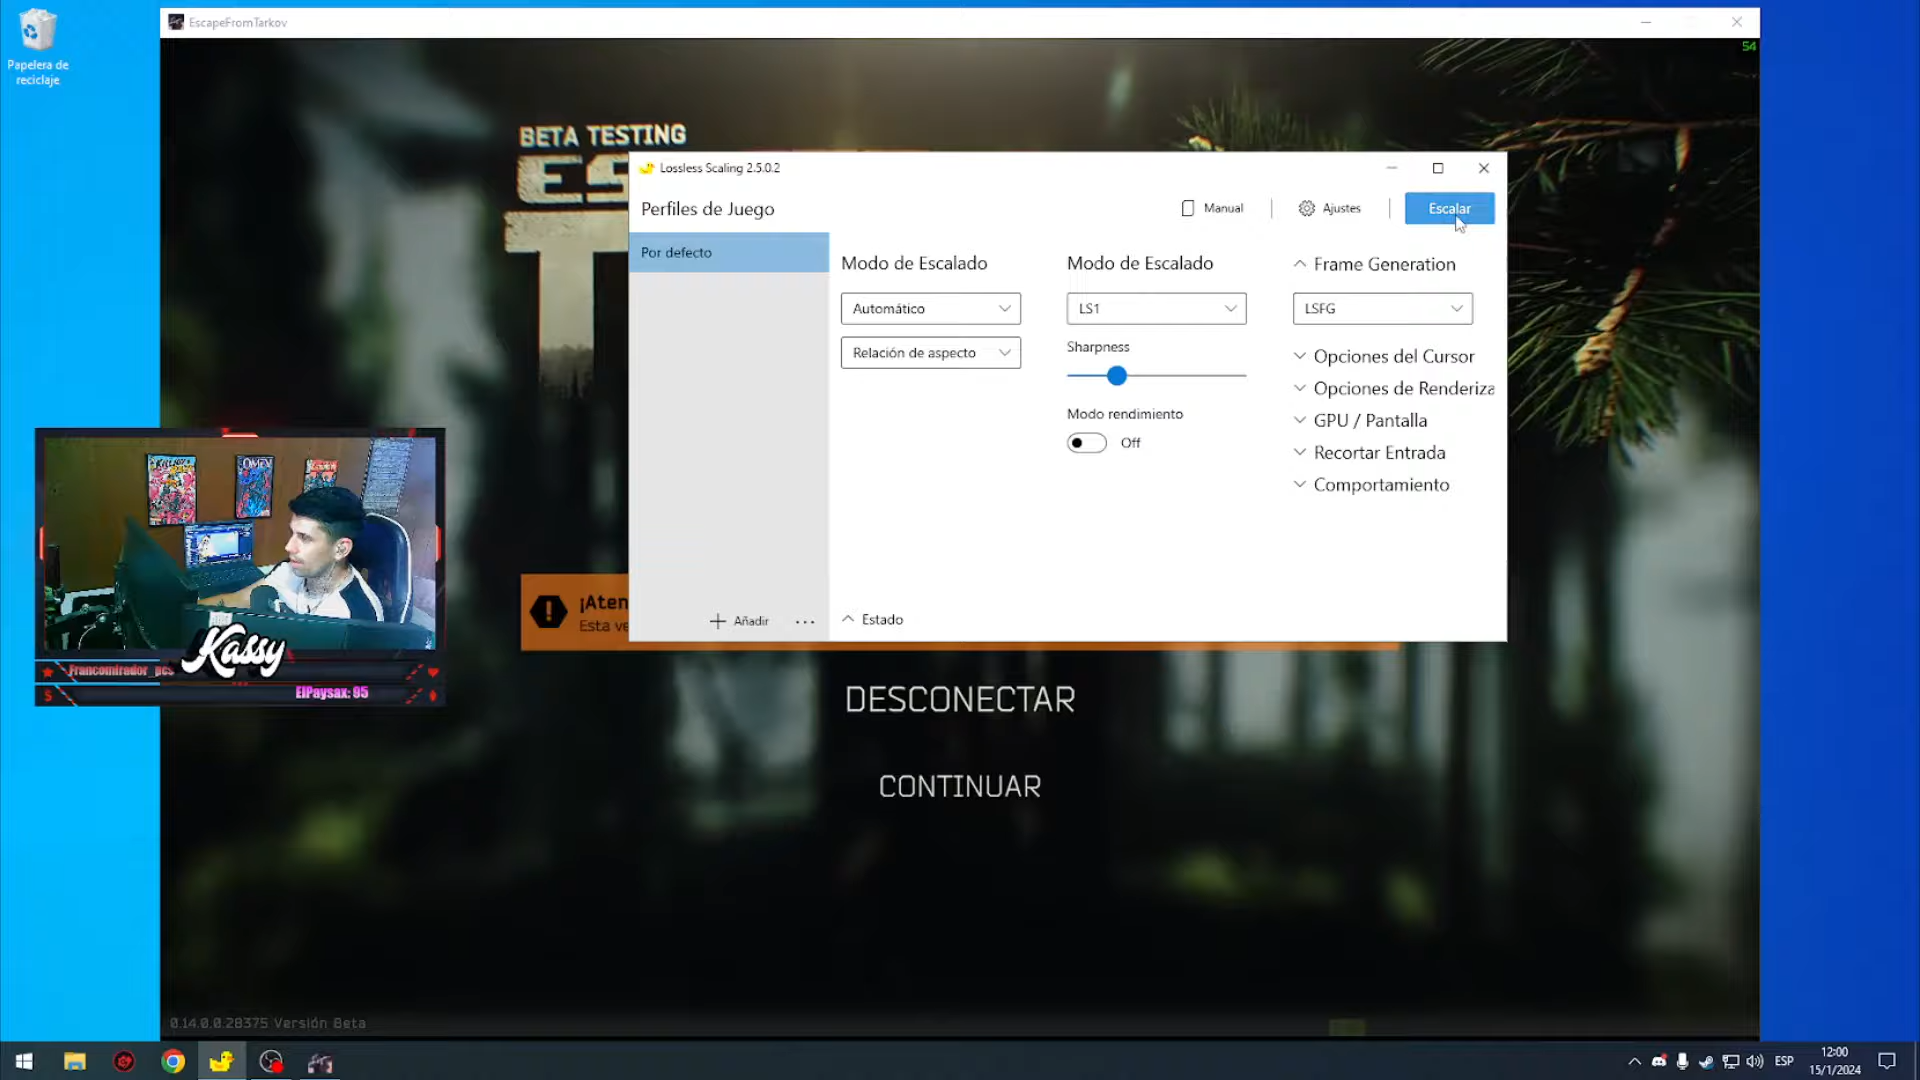 Papelera de
reciclaje
EscapeFromTarkov
54
BETA TESTING
ES
T
Lossless Scaling 2.5.0.2
Perfiles de Juego
Manual
Ajustes
Escalar
Por defecto
Modo de Escalado
Automático
Relación de aspecto
Modo de Escalado
LS1
Sharpness
Modo rendimiento
Off
Frame Generation
LSFG
Opciones del Cursor
Opciones de Renderiza
GPU / Pantalla
Recortar Entrada
Comportamiento
Añadir
Estado
¡Aten
Esta ve
OMEN
Kassy
Francomirador_pcs
ElPaysax: 95
DESCONECTAR
CONTINUAR
0.14.0.0.28375 Versión Beta
ESP
12:00
15/1/2024